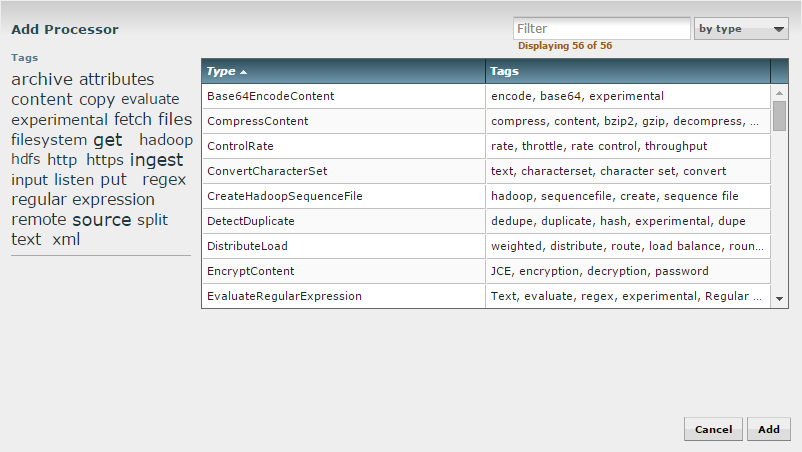 Add Processor
Filter
by type
Displaying 56 of 56
Tags
archive attributes
content copy evaluate
experimental fetch files
filesystem get hadoop
hdfs http https ingest
input listen put regex
regular expression
remote source split
text xml
Type Tags
Base64EncodeContent encode, base64, experimental
CompressContent compress, content, bzip2, gzip, decompress, ...
ControlRate rate, throttle, rate control, throughput
ConvertCharacterSet text, characterset, character set, convert
CreateHadoopSequenceFile hadoop, sequencefile, create, sequence file
DetectDuplicate dedupe, duplicate, hash, experimental, dupe
DistributeLoad weighted, distribute, route, load balance, roun...
EncryptContent JCE, encryption, decryption, password
EvaluateRegularExpression Text, evaluate, regex, experimental, Regular ...
Cancel Add